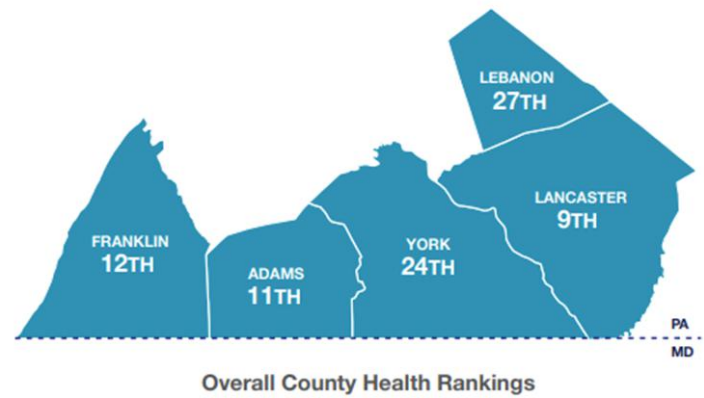 LEBANON
27TH
LANCASTER
9TH
FRANKLIN
12TH
ADAMS
11TH
YORK
24TH
PA
MD
Overall County Health Rankings